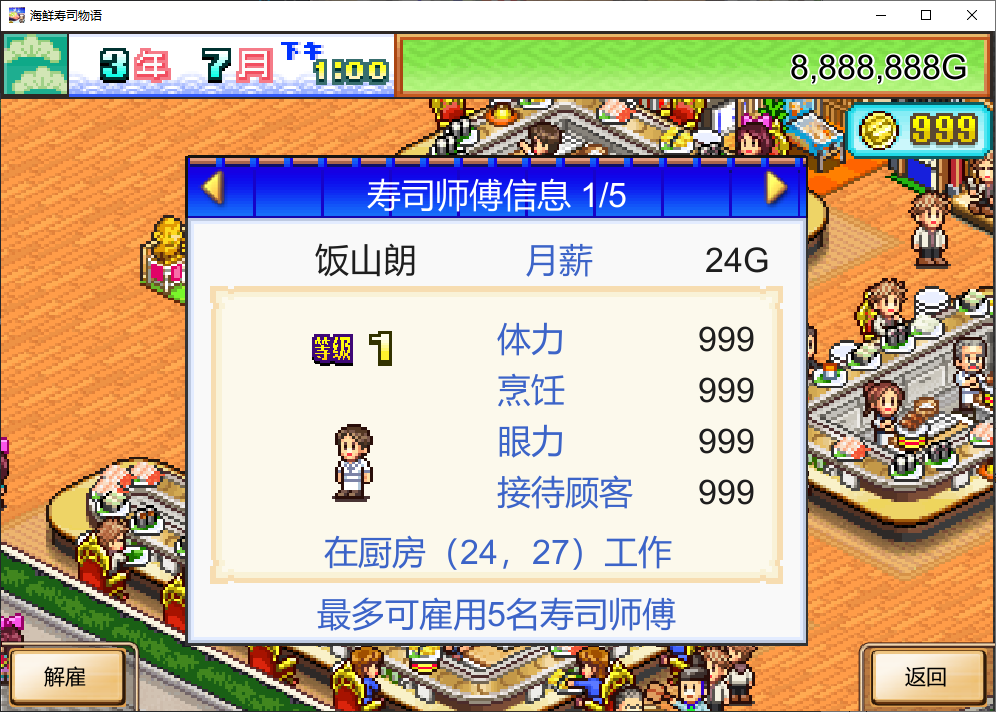 海鲜寿司物语
3年 7月 下午 1:00
8,888,888G
999
寿司师傅信息 1/5
饭山朗 月薪 24G
等级 1
体力 999
烹饪 999
眼力 999
接待顾客 999
在厨房（24，27）工作
最多可雇用5名寿司师傅
解雇
返回